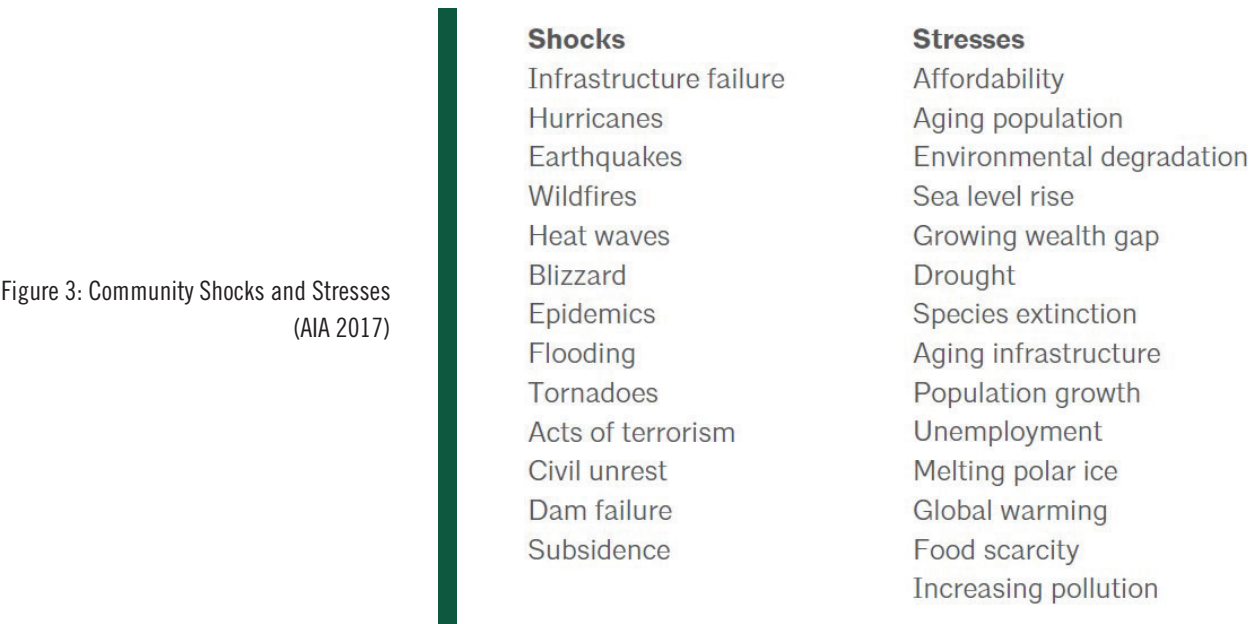 Figure 3: Community Shocks and Stresses
(AIA 2017)
Shocks
Infrastructure failure
Hurricanes
Earthquakes
Wildfires
Heat waves
Blizzard
Epidemics
Flooding
Tornadoes
Acts of terrorism
Civil unrest
Dam failure
Subsidence
Stresses
Affordability
Aging population
Environmental degradation
Sea level rise
Growing wealth gap
Drought
Species extinction
Aging infrastructure
Population growth
Unemployment
Melting polar ice
Global warming
Food scarcity
Increasing pollution